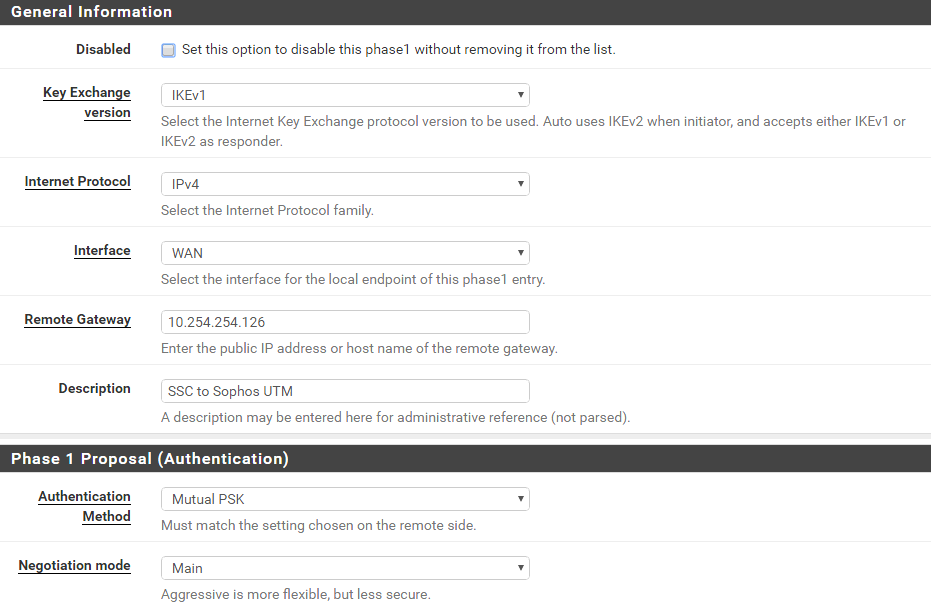 General Information
Disabled Set this option to disable this phase1 without removing it from the list.
Key Exchange version
IKEv1
Select the Internet Key Exchange protocol version to be used. Auto uses IKEv2 when initiator, and accepts either IKEv1 or
IKEv2 as responder.
Internet Protocol
IPv4
Select the Internet Protocol family.
Interface
WAN
Select the interface for the local endpoint of this phase1 entry.
Remote Gateway
10.254.254.126
Enter the public IP address or host name of the remote gateway.
Description
SSC to Sophos UTM
A description may be entered here for administrative reference (not parsed).
Phase 1 Proposal (Authentication)
Authentication Method
Mutual PSK
Must match the setting chosen on the remote side.
Negotiation mode
Main
Aggressive is more flexible, but less secure.